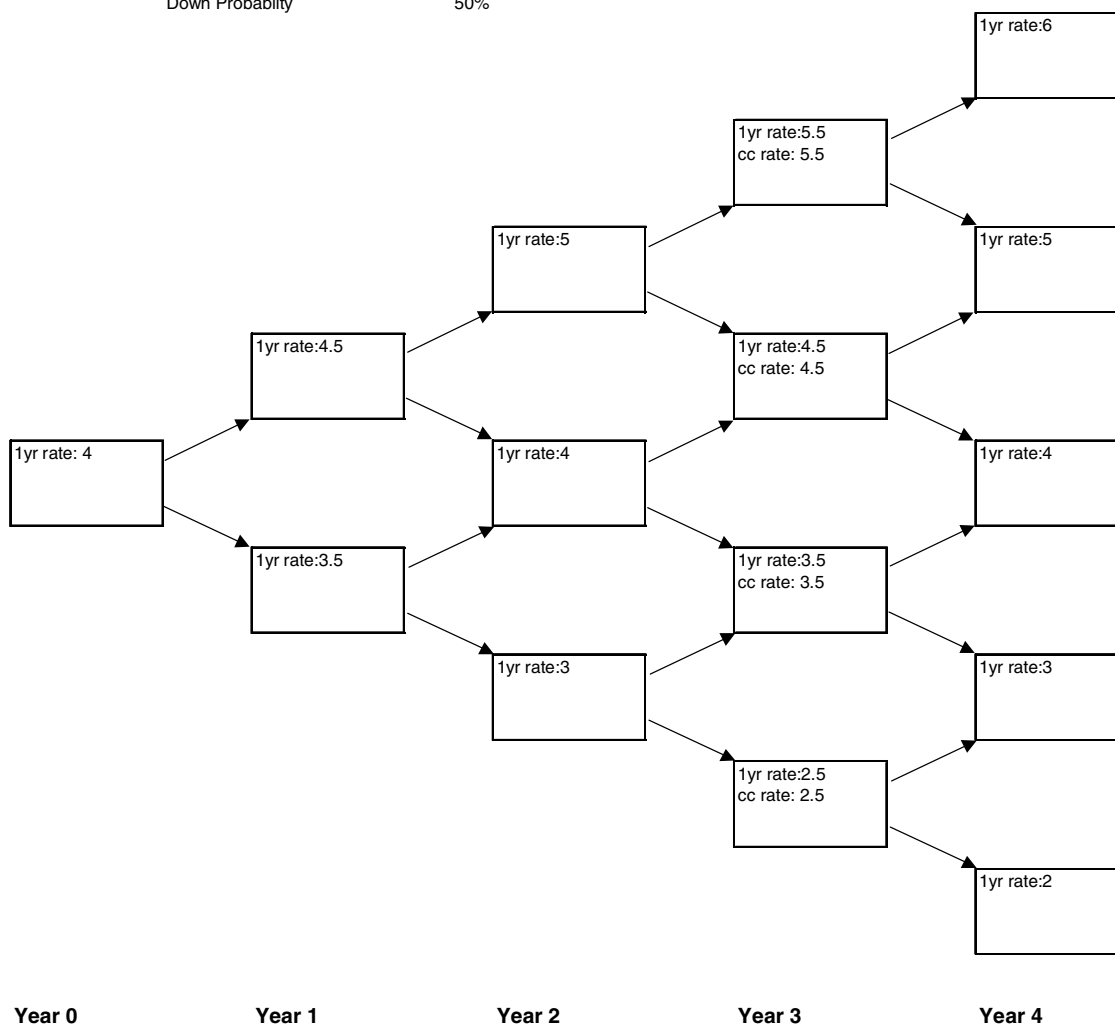 Down Probablity 50%
1yr rate:6
1yr rate:5.5
cc rate: 5.5
1yr rate:5
1yr rate:5
1yr rate:4.5
1yr rate:4.5
cc rate: 4.5
1yr rate: 4
1yr rate:4
1yr rate:4
1yr rate:3.5
1yr rate:3.5
cc rate: 3.5
1yr rate:3
1yr rate:3
1yr rate:2.5
cc rate: 2.5
1yr rate:2
Year 0 Year 1 Year 2 Year 3 Year 4